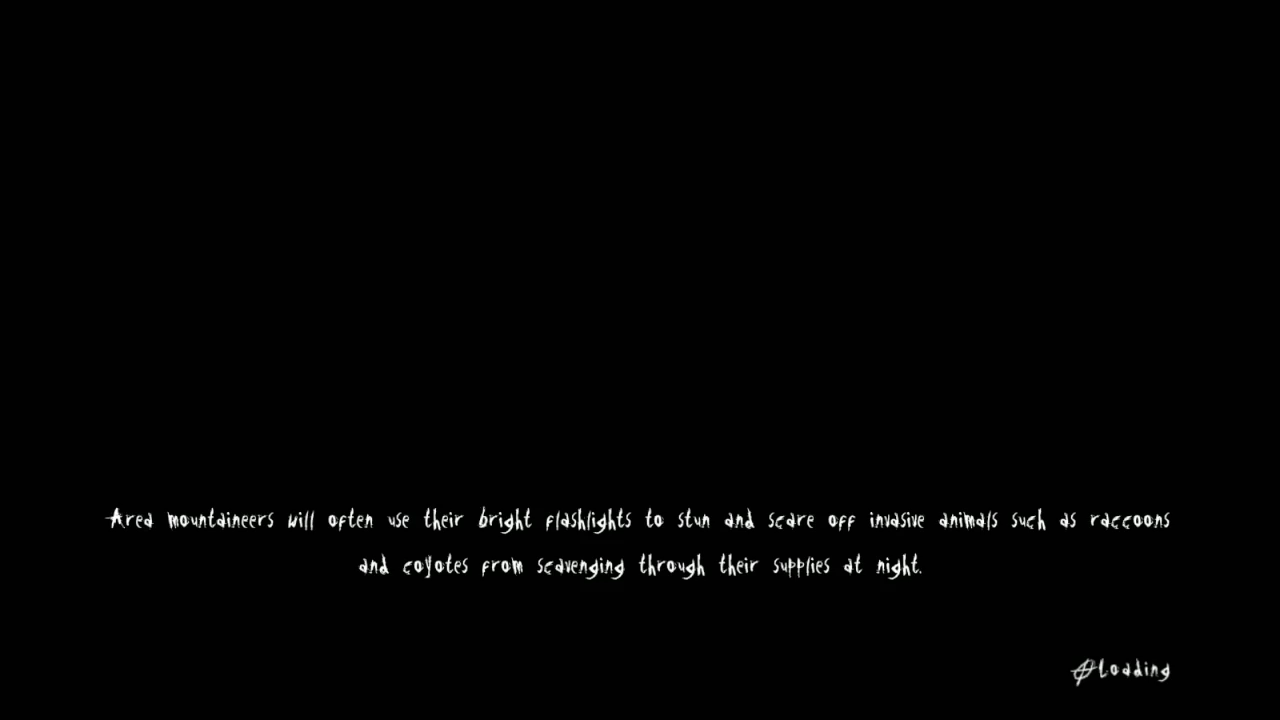 Area mountaineers will often use their bright flashlights to stun and scare off invasive animals such as raccoons
and coyotes from scavenging through their supplies at night.
Loading